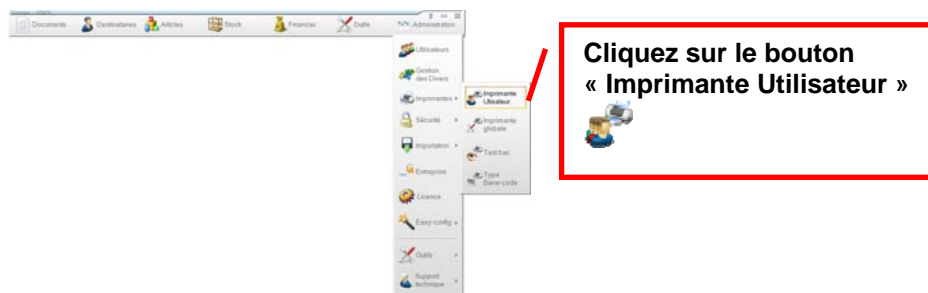 Documents Destinataires Articles Stock Financier Outils Administration
Utilisateurs
Gestion
des Divers
Imprimantes
Sécurité
Importation
Entreprise
Licence
Easy-config
Outils
Support
technique
Imprimante
Utilisateur
Imprimante
globale
Test bac
Type
Barre-code
Cliquez sur le bouton
« Imprimante Utilisateur »